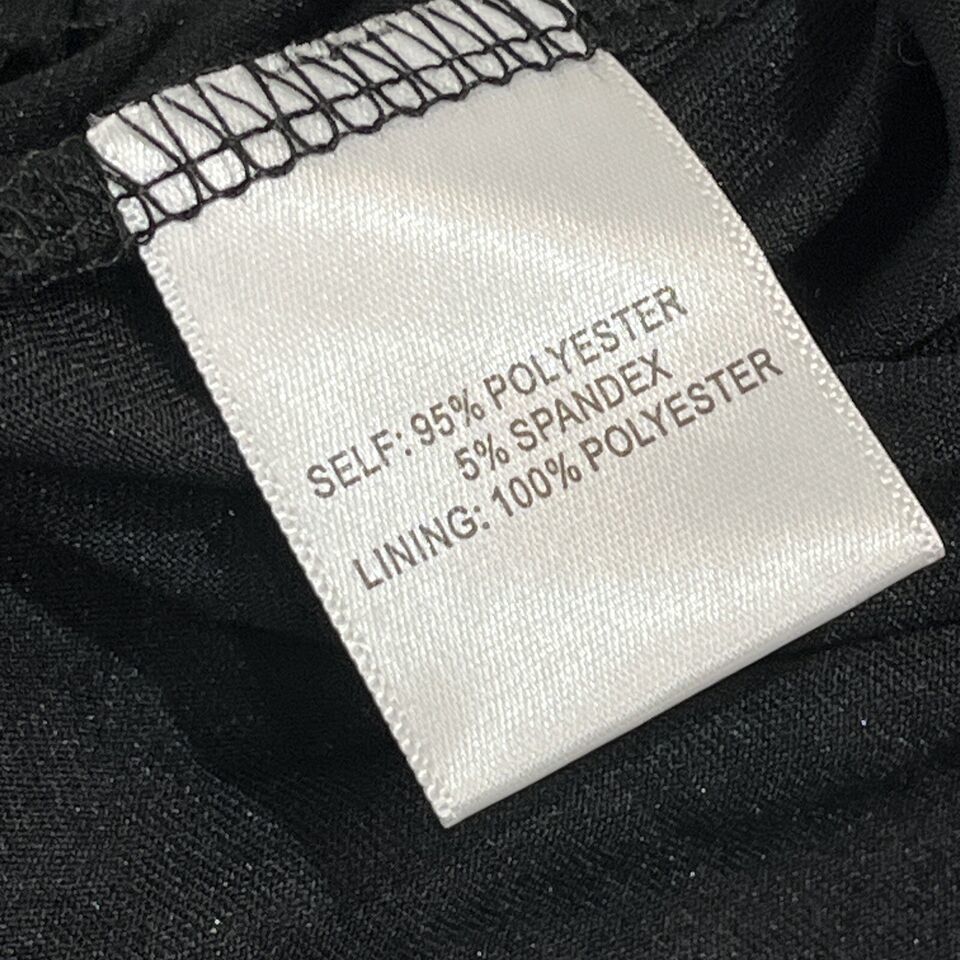 SELF: 95% POLYESTER
5% SPANDEX
LINING: 100% POLYESTER